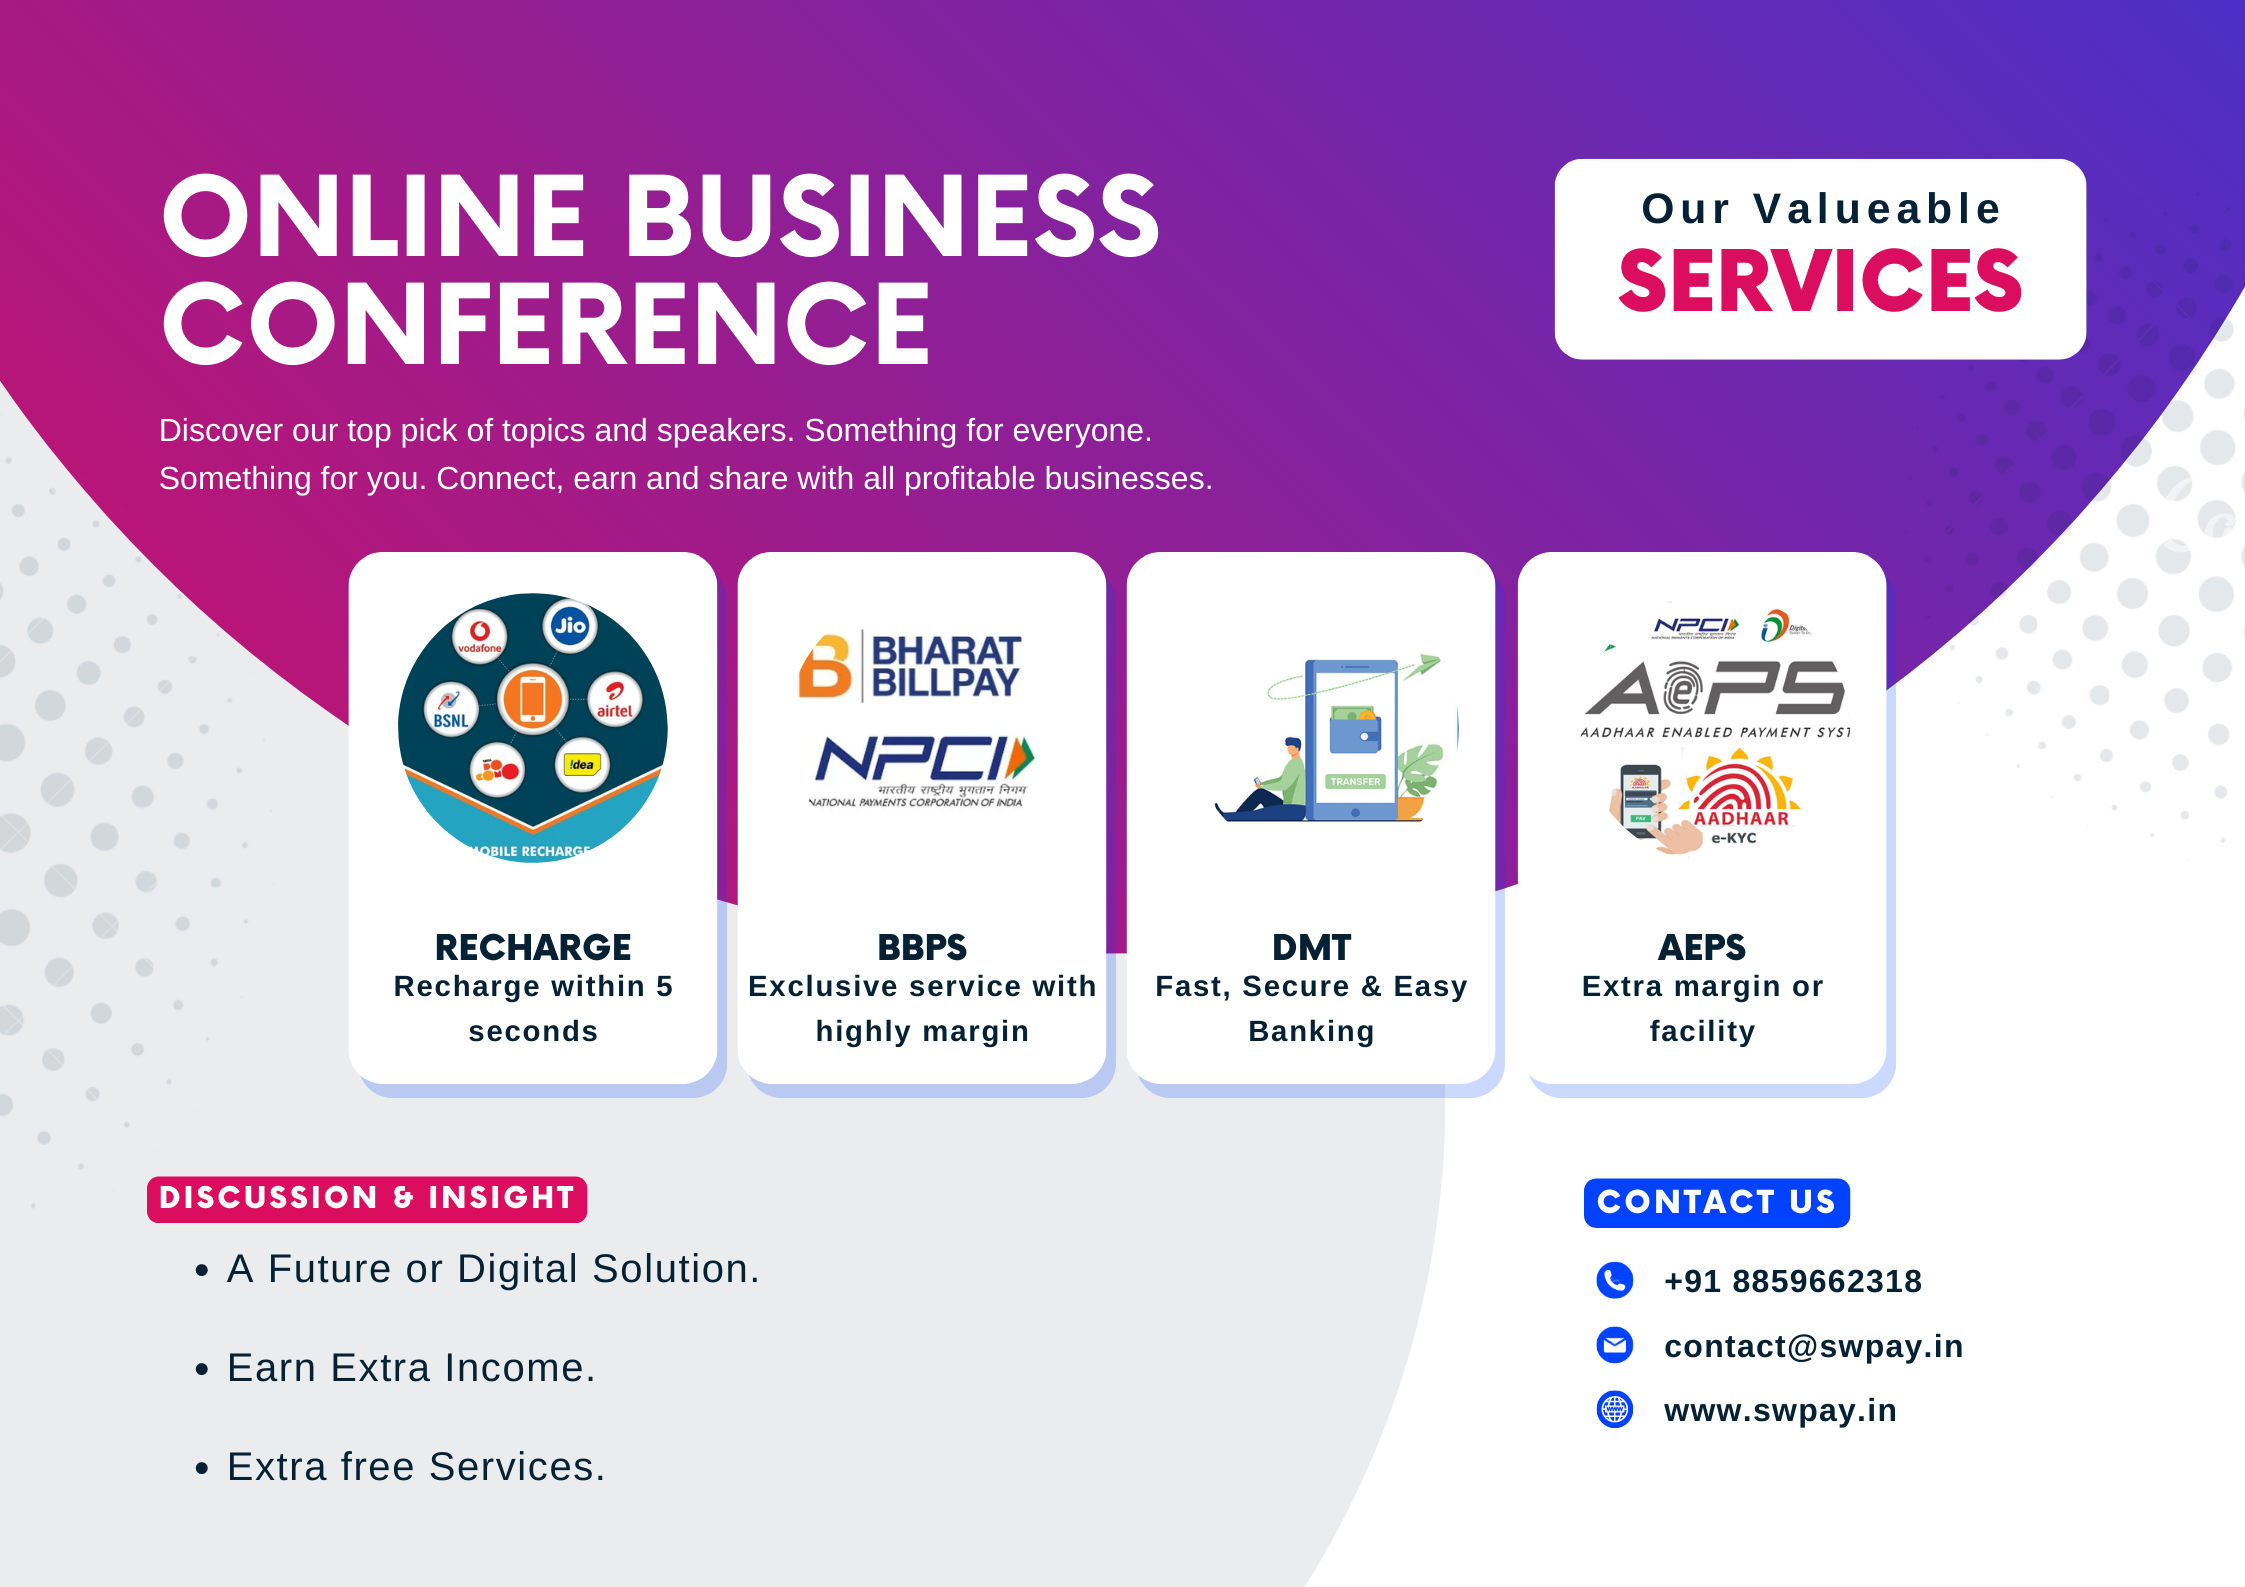 ONLINE BUSINESS
CONFERENCE
Our Valueable
SERVICES
Discover our top pick of topics and speakers. Something for everyone.
Something for you. Connect, earn and share with all profitable businesses.
vodafone
Jio
BSNL
airtel
!dea
MOBILE RECHARGE
RECHARGE
Recharge within 5
seconds
B BHARAT
BILLPAY
NPCI
भारतीय राष्ट्रीय भुगतान निगम
NATIONAL PAYMENTS CORPORATION OF INDIA
BBPS
Exclusive service with
highly margin
TRANSFER
DMT
Fast, Secure & Easy
Banking
NPCI
AePS
AADHAAR ENABLED PAYMENT SYST
PAY
AADHAAR
e-KYC
AEPS
Extra margin or
facility
DISCUSSION & INSIGHT
• A Future or Digital Solution.
• Earn Extra Income.
• Extra free Services.
CONTACT US
+91 8859662318
contact@swpay.in
www.swpay.in